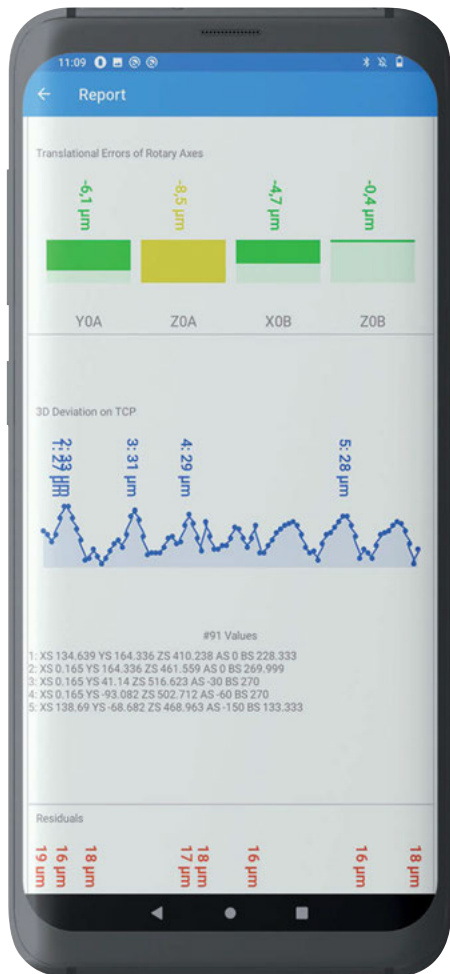 11:09
Report
Translational Errors of Rotary Axes
-6,1 µm
-8,5 µm
-4,7 µm
-0,4 µm
Y0A
Z0A
X0B
Z0B
3D Deviation on TCP
1: 27 µm
2: 33 µm
3: 31 µm
4: 29 µm
5: 28 µm
#91 Values
1: XS 134.639 YS 164.336 ZS 410.238 AS 0 BS 228.333
2: XS 0.165 YS 164.336 ZS 461.559 AS 0 BS 269.999
3: XS 0.165 YS 41.14 ZS 516.623 AS -30 BS 270
4: XS 0.165 YS -93.082 ZS 502.712 AS -60 BS 270
5: XS 138.69 YS -68.682 ZS 468.963 AS -150 BS 133.333
Residuals
19 µm
16 µm
18 µm
17 µm
18 µm
16 µm
16 µm
18 µm